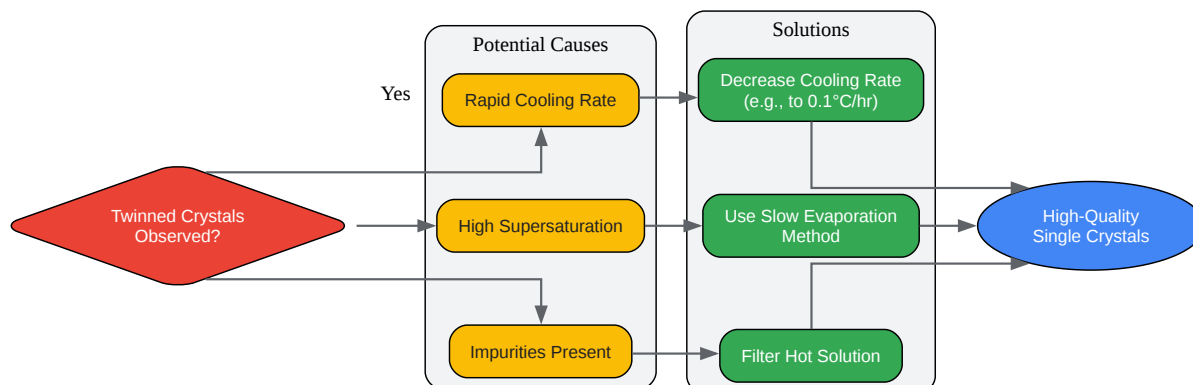 Potential Causes
Solutions
Yes
Rapid Cooling Rate
Decrease Cooling Rate
(e.g., to 0.1°C/hr)
Twinned Crystals
Observed?
High Supersaturation
Use Slow Evaporation
Method
High-Quality
Single Crystals
Impurities Present
Filter Hot Solution